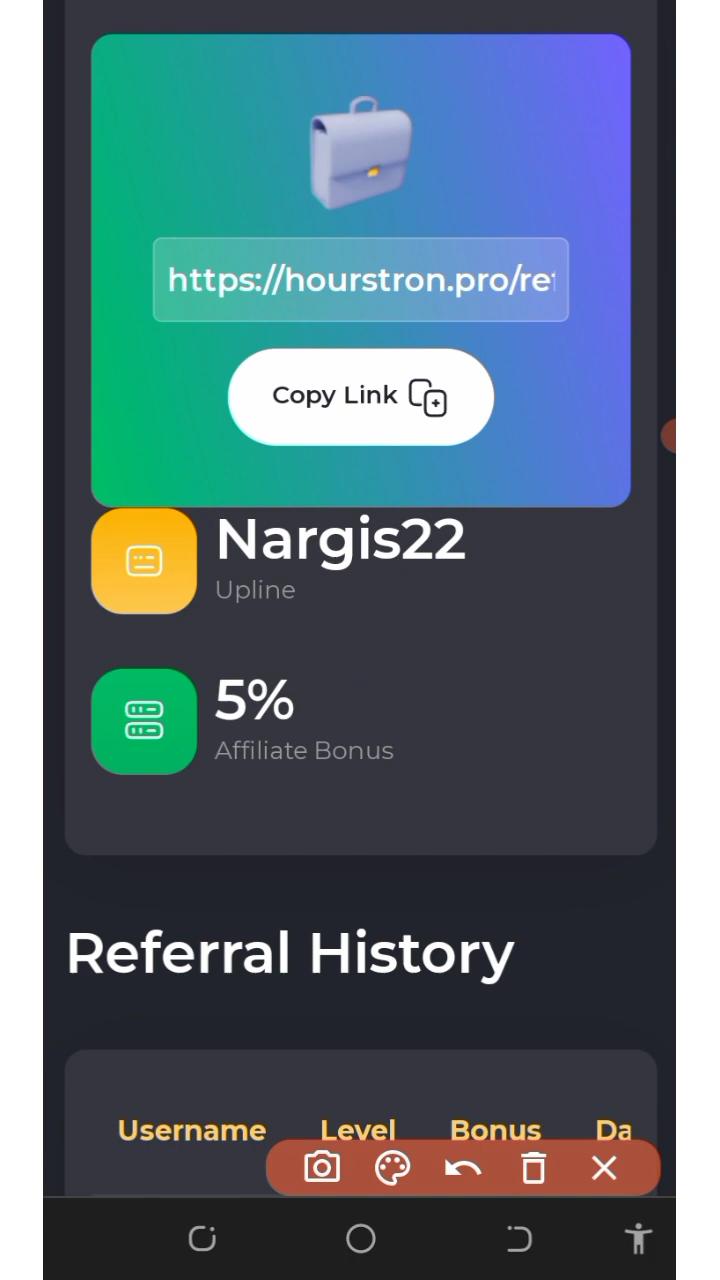 https://hourstron.pro/ref
Copy Link
Nargis22
Upline
5%
Affiliate Bonus
Referral History
Username Level Bonus Da